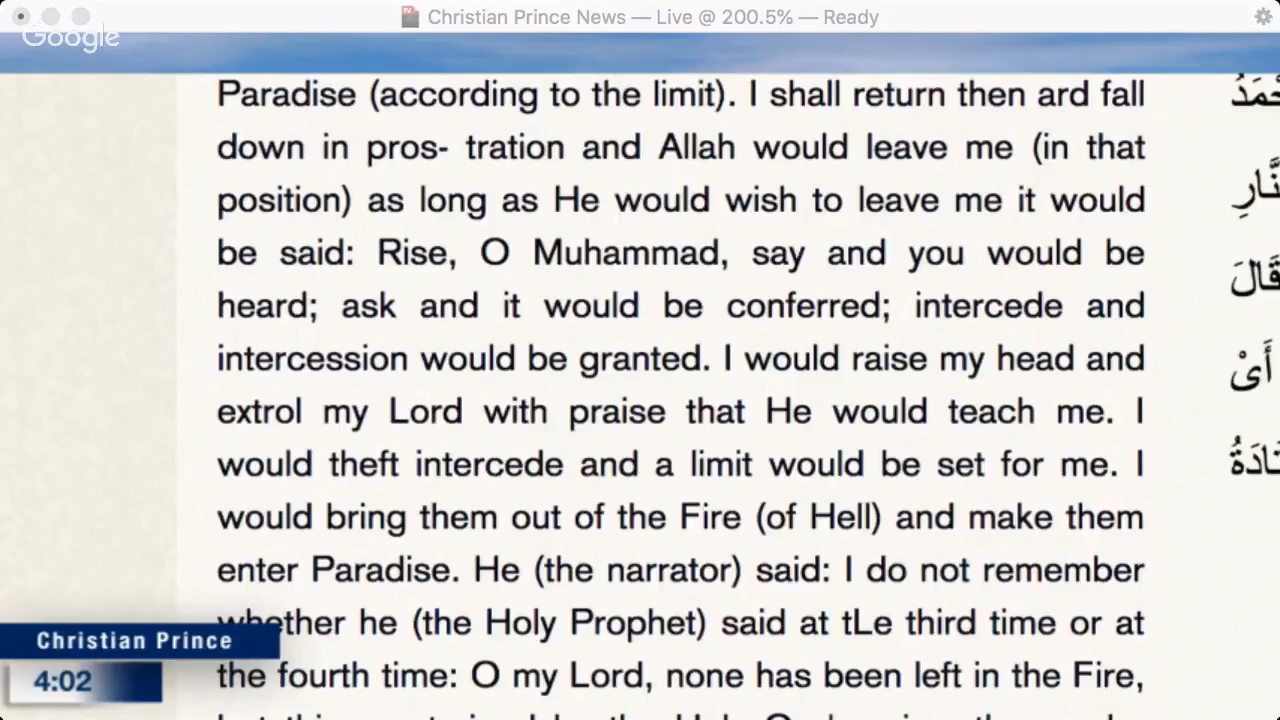 Christian Prince News — Live @ 200.5% — Ready
Google
Paradise (according to the limit). I shall return then ard fall
down in pros- tration and Allah would leave me (in that
position) as long as He would wish to leave me it would
be said: Rise, O Muhammad, say and you would be
heard; ask and it would be conferred; intercede and
intercession would be granted. I would raise my head and
extrol my Lord with praise that He would teach me. I
would theft intercede and a limit would be set for me. I
would bring them out of the Fire (of Hell) and make them
enter Paradise. He (the narrator) said: I do not remember
whether he (the Holy Prophet) said at tLe third time or at
the fourth time: O my Lord, none has been left in the Fire,
قَالَ
أَىْ
Christian Prince
4:02